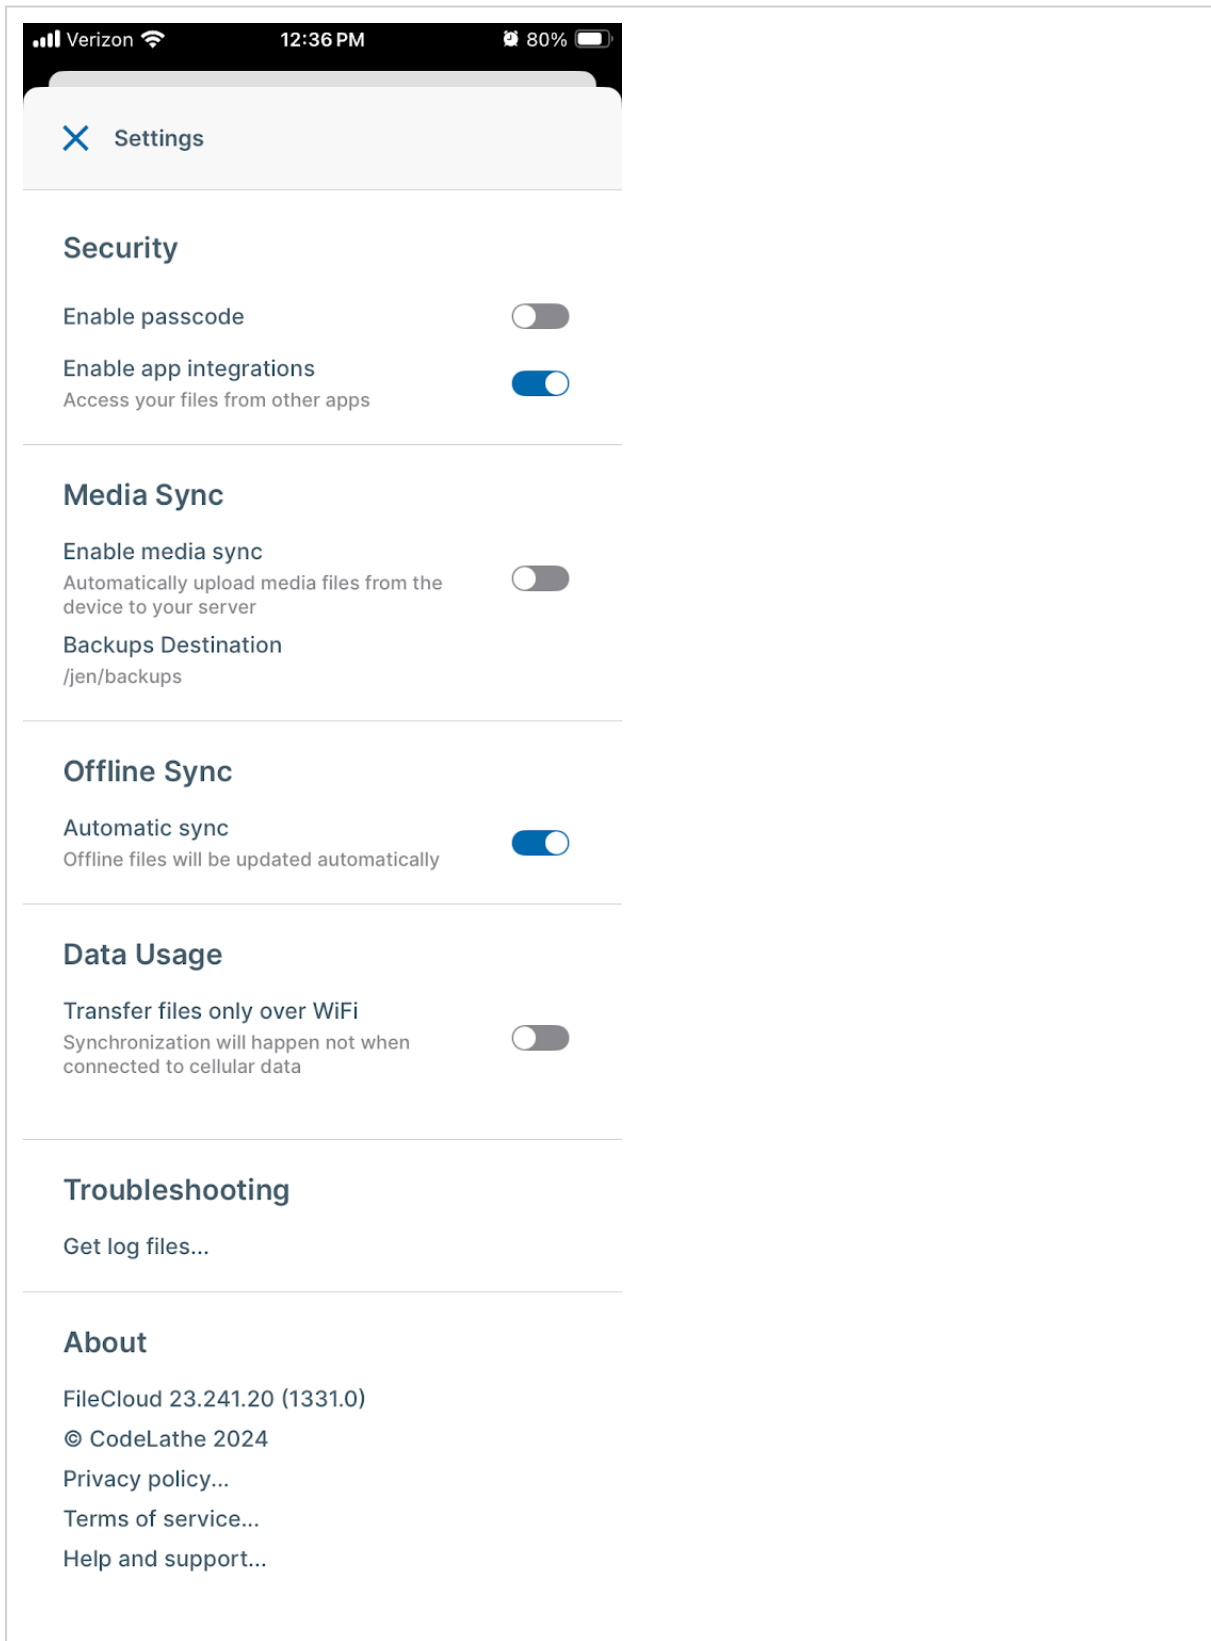 Verizon 12:36 PM 80%
Settings
Security
Enable passcode
Enable app integrations
Access your files from other apps
Media Sync
Enable media sync
Automatically upload media files from the
device to your server
Backups Destination
/jen/backups
Offline Sync
Automatic sync
Offline files will be updated automatically
Data Usage
Transfer files only over WiFi
Synchronization will happen not when
connected to cellular data
Troubleshooting
Get log files...
About
FileCloud 23.241.20 (1331.0)
© CodeLathe 2024
Privacy policy...
Terms of service...
Help and support...